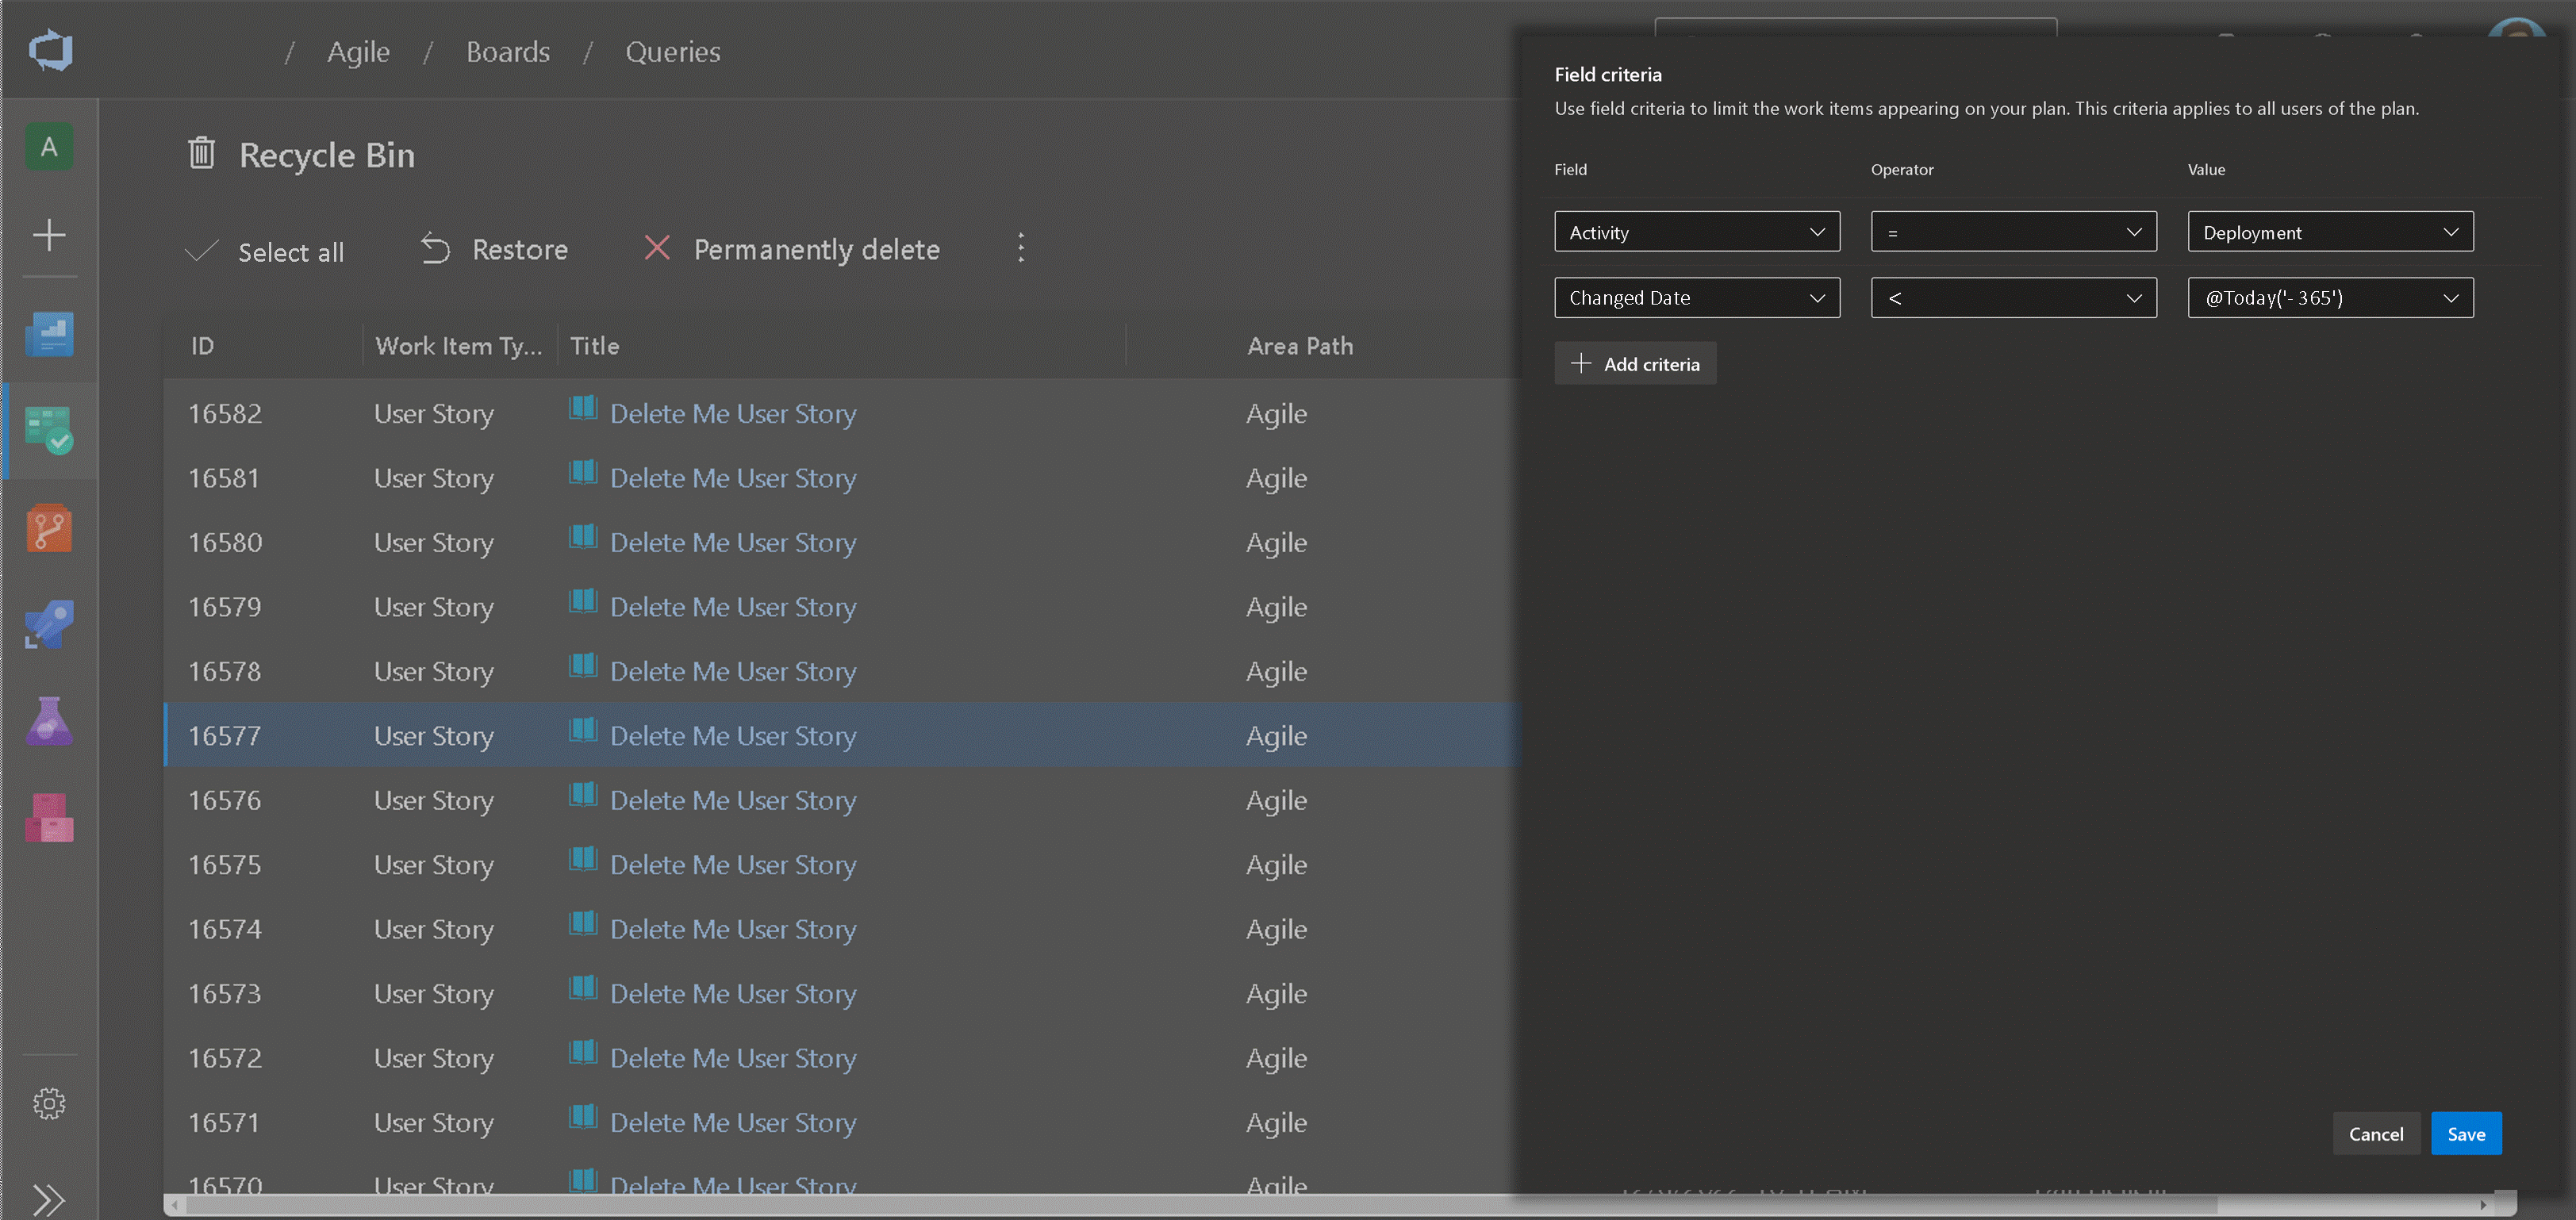 / Agile / Boards / Queries
A
Recycle Bin
Select all Restore Permanently delete
ID Work Item Ty... Title Area Path
16582 User Story Delete Me User Story Agile
16581 User Story Delete Me User Story Agile
16580 User Story Delete Me User Story Agile
16579 User Story Delete Me User Story Agile
16578 User Story Delete Me User Story Agile
16577 User Story Delete Me User Story Agile
16576 User Story Delete Me User Story Agile
16575 User Story Delete Me User Story Agile
16574 User Story Delete Me User Story Agile
16573 User Story Delete Me User Story Agile
16572 User Story Delete Me User Story Agile
16571 User Story Delete Me User Story Agile
16570 User Story Delete Me User Story Agile
Field criteria
Use field criteria to limit the work items appearing on your plan. This criteria applies to all users of the plan.
Field Operator Value
Activity = Deployment
Changed Date < @Today('- 365')
Add criteria
Cancel Save